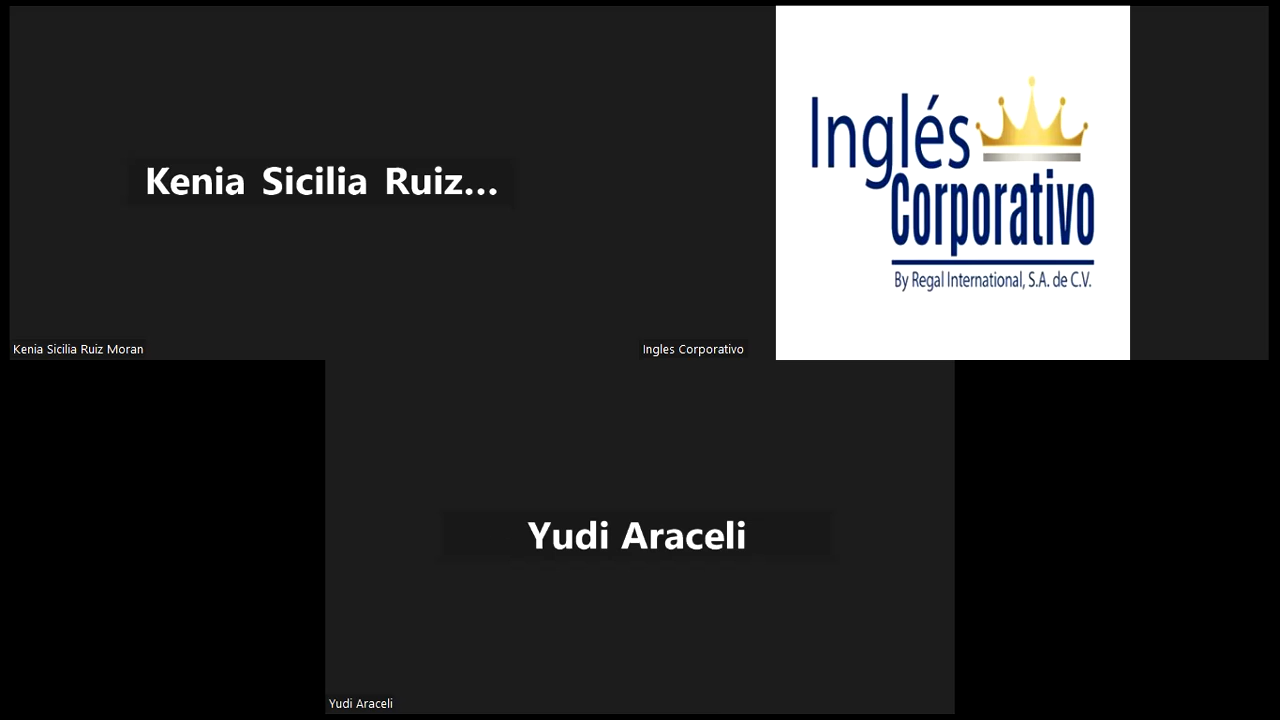 Kenia Sicilia Ruiz...
Kenia Sicilia Ruiz Moran
Inglés
Corporativo
By Regal International, S.A. de C.V.
Ingles Corporativo
Yudi Araceli
Yudi Araceli